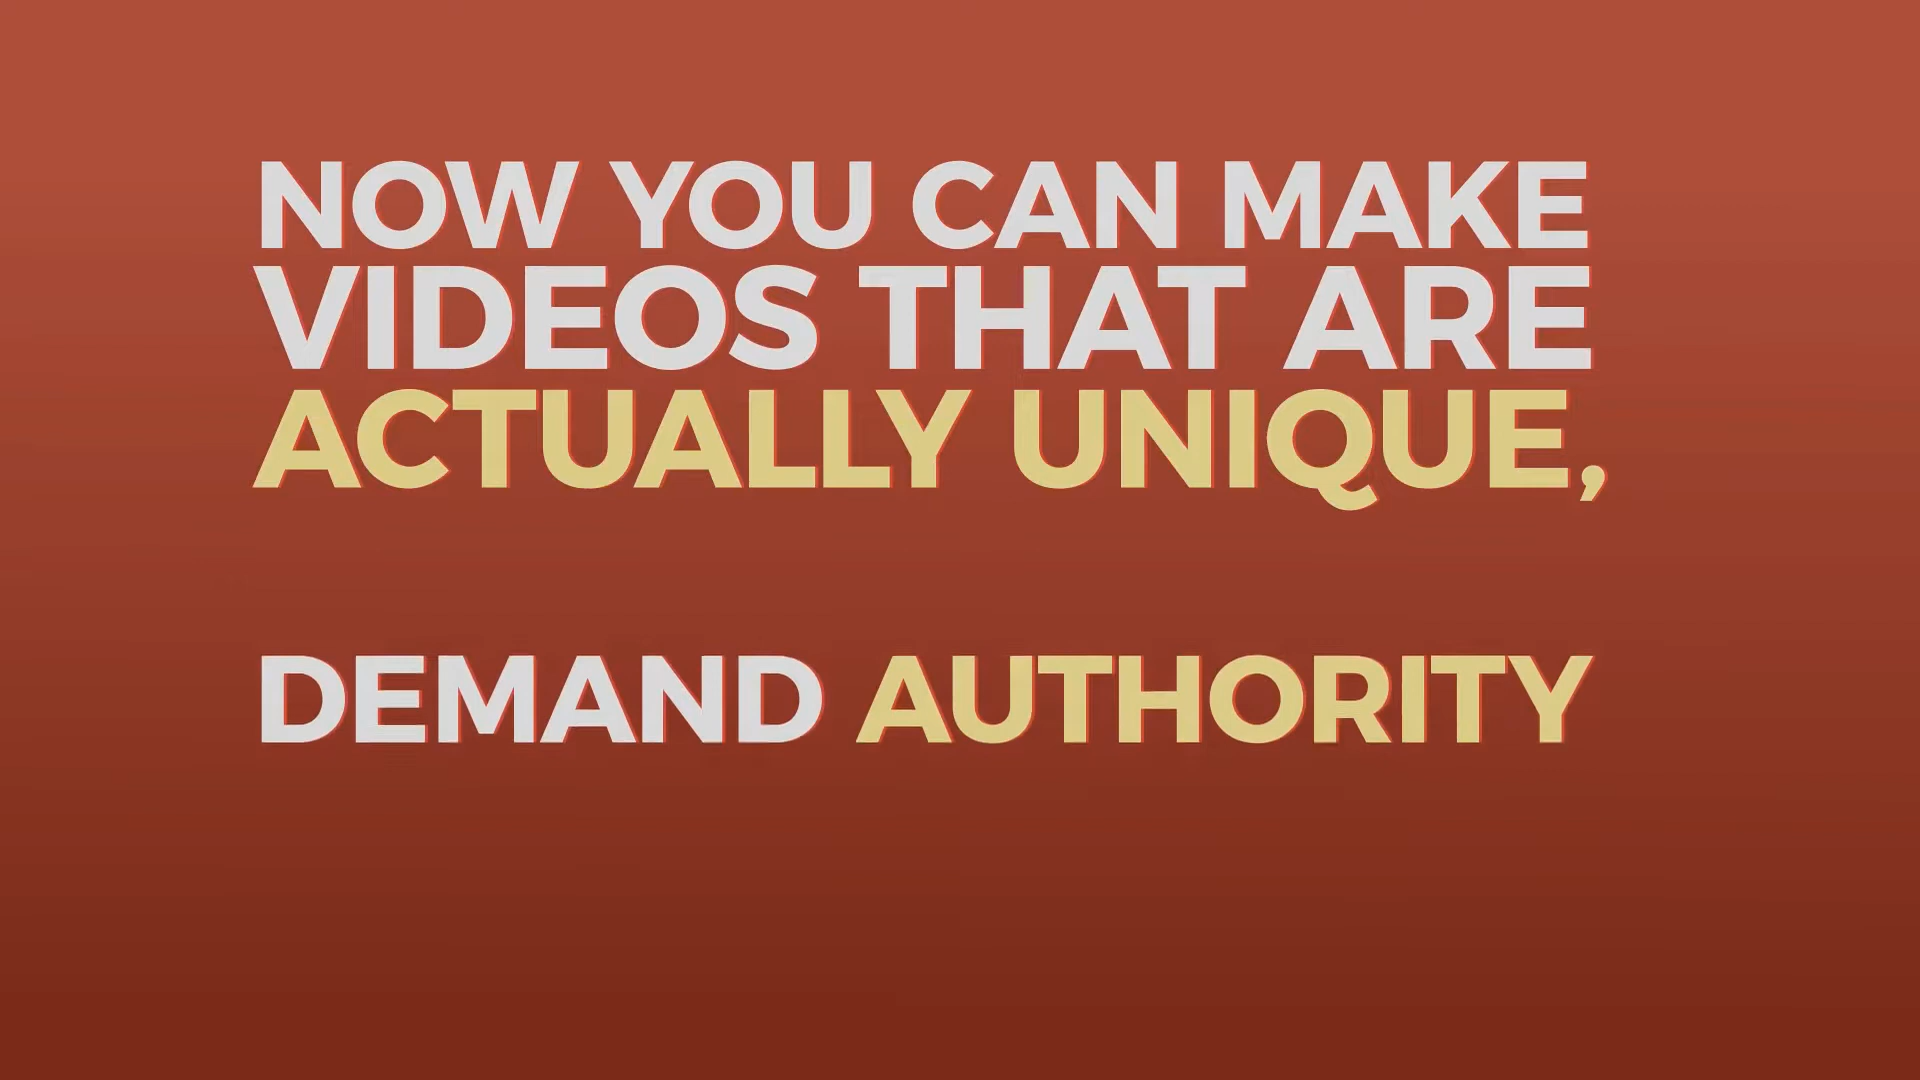 NOW YOU CAN MAKE
VIDEOS THAT ARE
ACTUALLY UNIQUE,
DEMAND AUTHORITY